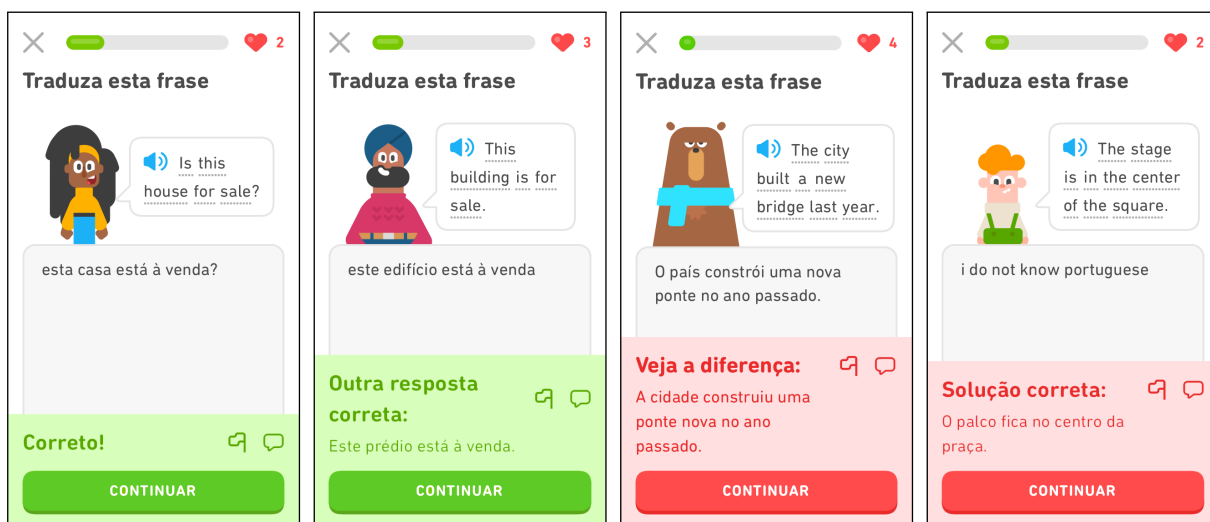 2
Traduza esta frase
Is this
house for sale?
esta casa está à venda?
Correto!
CONTINUAR
3
Traduza esta frase
This
building is for
sale.
este edifício está à venda
Outra resposta
correta:
Este prédio está à venda.
CONTINUAR
4
Traduza esta frase
The city
built a new
bridge last year.
O país constrói uma nova
ponte no ano passado.
Veja a diferença:
A cidade construiu uma
ponte nova no ano
passado.
CONTINUAR
2
Traduza esta frase
The stage
is in the center
of the square.
i do not know portuguese
Solução correta:
O palco fica no centro da
praça.
CONTINUAR